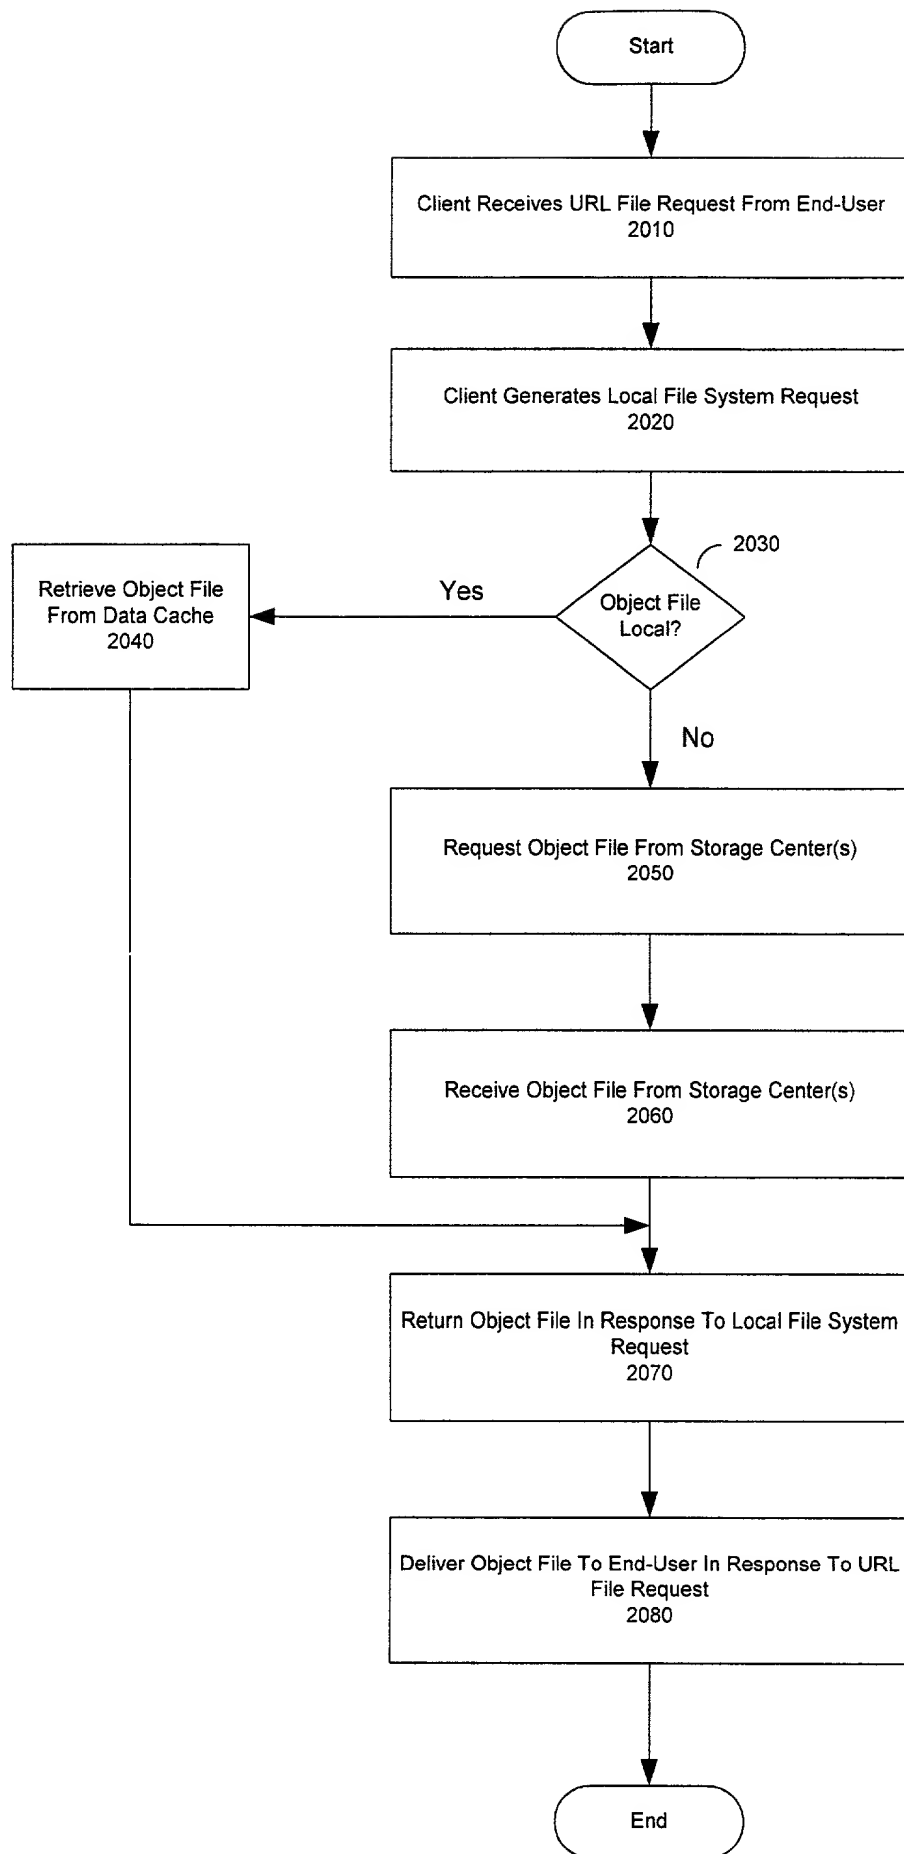 Start
Client Receives URL File Request From End-User
2010
Client Generates Local File System Request
2020
2030
Object File
Local?
Yes
Retrieve Object File
From Data Cache
2040
No
Request Object File From Storage Center(s)
2050
Receive Object File From Storage Center(s)
2060
Return Object File In Response To Local File System
Request
2070
Deliver Object File To End-User In Response To URL
File Request
2080
End